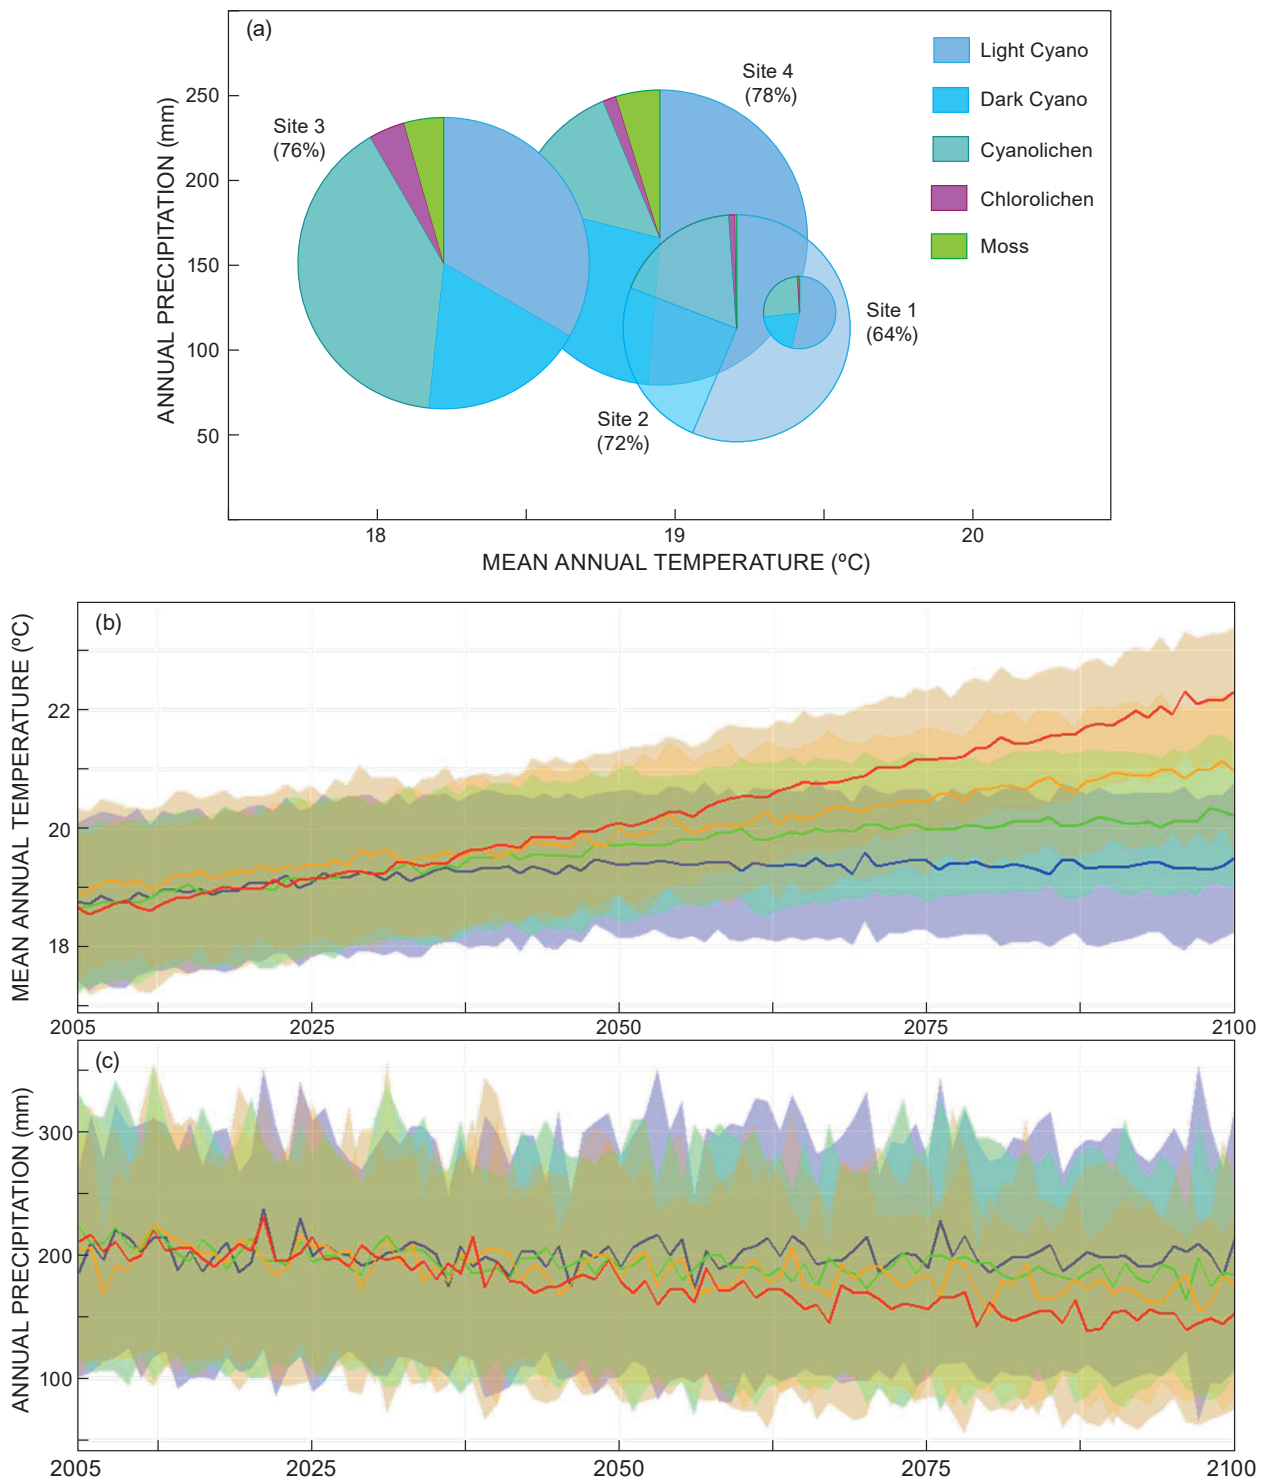 (a)
Site 4
(78%)
Site 3
(76%)
Site 1
(64%)
Site 2
(72%)
Light Cyano
Dark Cyano
Cyanolichen
Chlorolichen
Moss
ANNUAL PRECIPITATION (mm)
250
200
150
100
50
18
19
20
MEAN ANNUAL TEMPERATURE (ºC)
(b)
MEAN ANNUAL TEMPERATURE (ºC)
22
20
18
2005
2025
2050
2075
2100
(c)
ANNUAL PRECIPITATION (mm)
300
200
100
2005
2025
2050
2075
2100